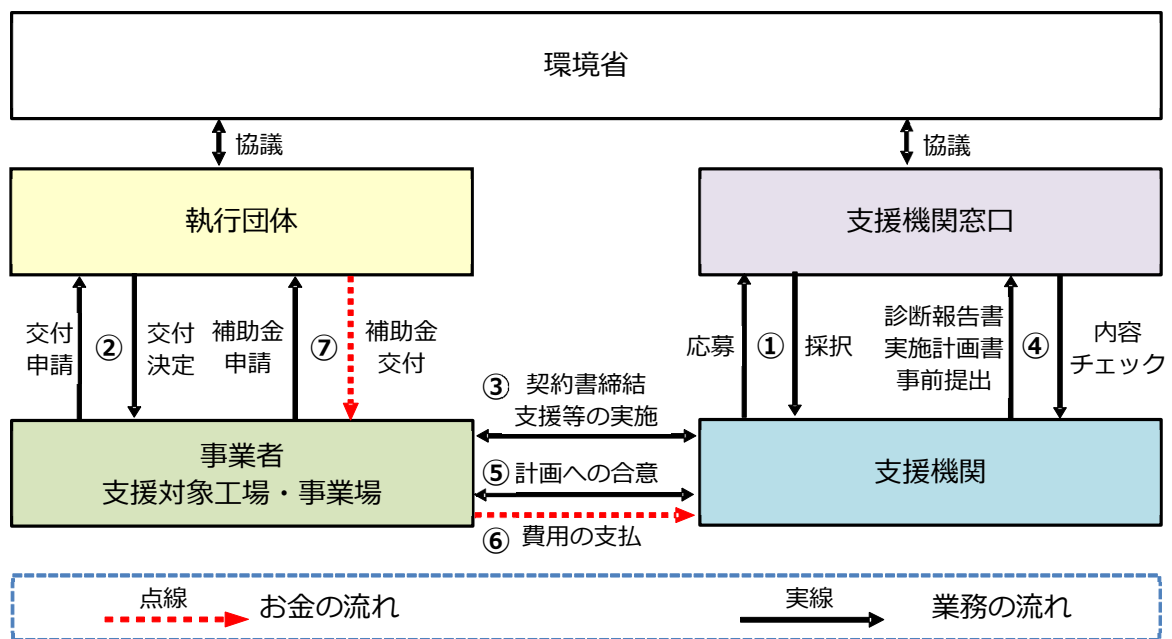 環境省
協議
協議
執行団体
支援機関窓口
交付
申請
②
交付
決定
補助金
申請
⑦
補助金
交付
応募
①
採択
診断報告書
実施計画書
事前提出
④
内容
チェック
③ 契約書締結
支援等の実施
事業者
支援対象工場・事業場
⑤ 計画への合意
支援機関
⑥ 費用の支払
点線
お金の流れ
実線
業務の流れ